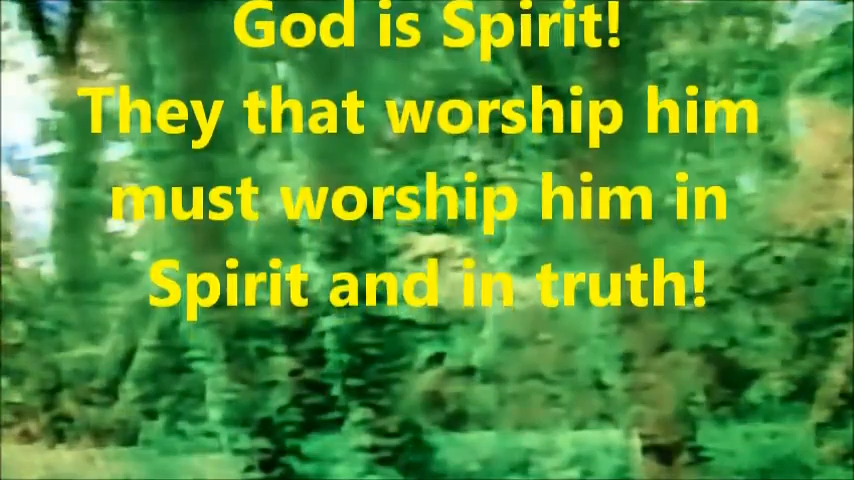 God is Spirit!
They that worship him
must worship him in
Spirit and in truth!